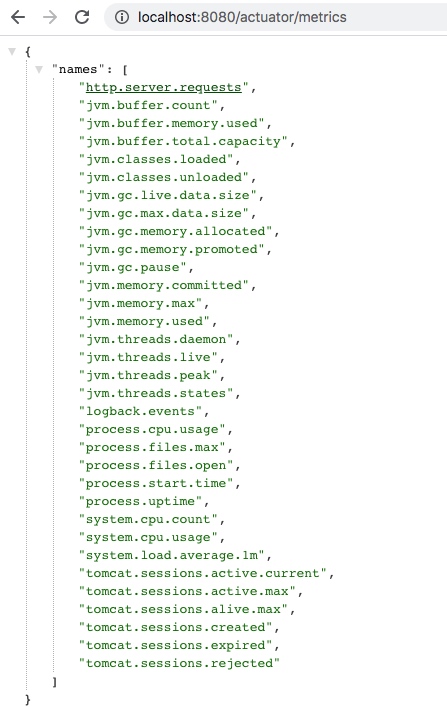 localhost:8080/actuator/metrics
{
"names": [
"http.server.requests",
"jvm.buffer.count",
"jvm.buffer.memory.used",
"jvm.buffer.total.capacity",
"jvm.classes.loaded",
"jvm.classes.unloaded",
"jvm.gc.live.data.size",
"jvm.gc.max.data.size",
"jvm.gc.memory.allocated",
"jvm.gc.memory.promoted",
"jvm.gc.pause",
"jvm.memory.committed",
"jvm.memory.max",
"jvm.memory.used",
"jvm.threads.daemon",
"jvm.threads.live",
"jvm.threads.peak",
"jvm.threads.states",
"logback.events",
"process.cpu.usage",
"process.files.max",
"process.files.open",
"process.start.time",
"process.uptime",
"system.cpu.count",
"system.cpu.usage",
"system.load.average.1m",
"tomcat.sessions.active.current",
"tomcat.sessions.active.max",
"tomcat.sessions.alive.max",
"tomcat.sessions.created",
"tomcat.sessions.expired",
"tomcat.sessions.rejected"
]
}